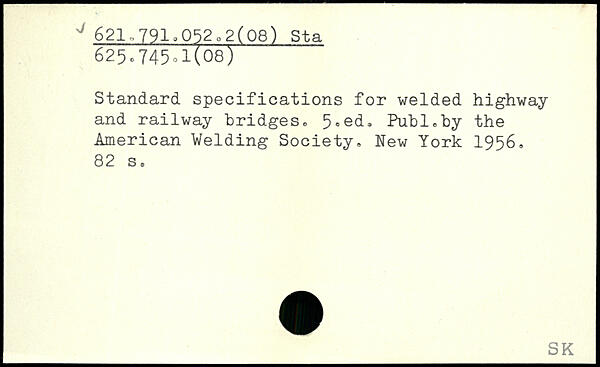 ✓ 621.791.052.2(08) Sta
625.745.1(08)
Standard specifications for welded highway
and railway bridges. 5.ed. Publ.by the
American Welding Society. New York 1956.
82 s.
SK